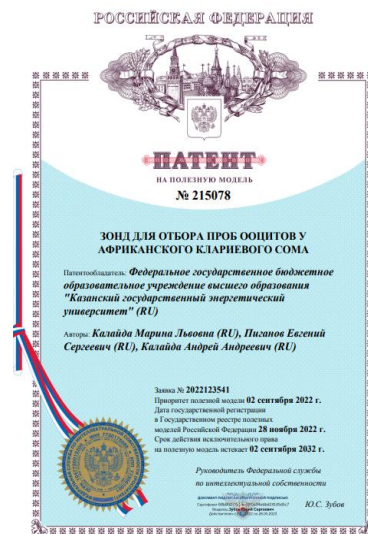 РОССИЙСКАЯ ФЕДЕРАЦИЯ
ПАТЕНТ
НА ПОЛЕЗНУЮ МОДЕЛЬ
№ 215078
ЗОНД ДЛЯ ОТБОРА ПРОБ ООЦИТОВ У
АФРИКАНСКОГО КЛАРИЕВОГО СОМА
Патентообладатель: Федеральное государственное бюджетное
образовательное учреждение высшего образования
"Казанский государственный энергетический
университет" (RU)
Авторы: Калайда Марина Львовна (RU), Пиганов Евгений
Сергеевич (RU), Калайда Андрей Андреевич (RU)
Заявка № 2022123541
Приоритет полезной модели 02 сентября 2022 г.
Дата государственной регистрации
в Государственном реестре полезных
моделей Российской Федерации 28 ноября 2022 г.
Срок действия исключительного права
на полезную модель истекает 02 сентября 2032 г.
Руководитель Федеральной службы
по интеллектуальной собственности
ДОКУМЕНТ ПОДПИСАН ЭЛЕКТРОННОЙ ПОДПИСЬЮ
Ю.С. Зубов